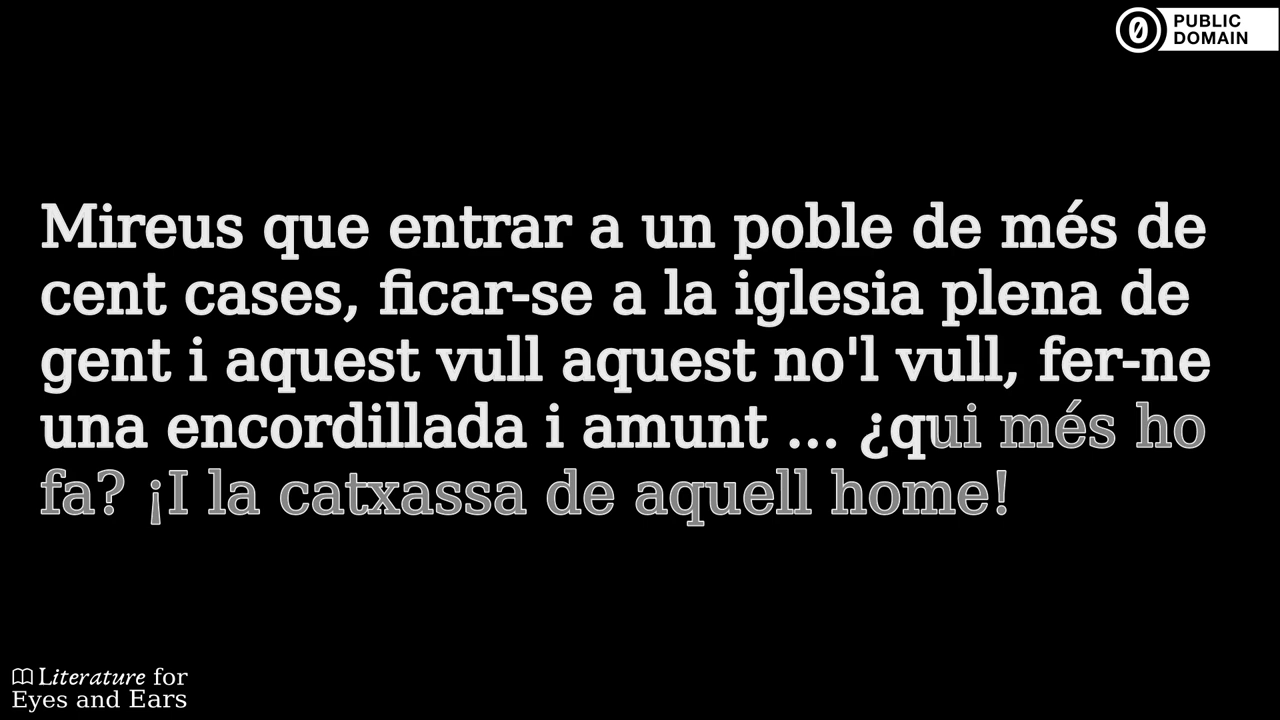 PUBLIC
DOMAIN
Mireus que entrar a un poble de més de
cent cases, ficar-se a la iglesia plena de
gent i aquest vull aquest no'l vull, fer-ne
una encordillada i amunt ... ¿qui més ho
fa? ¡I la catxassa de aquell home!
Literature for
Eyes and Ears